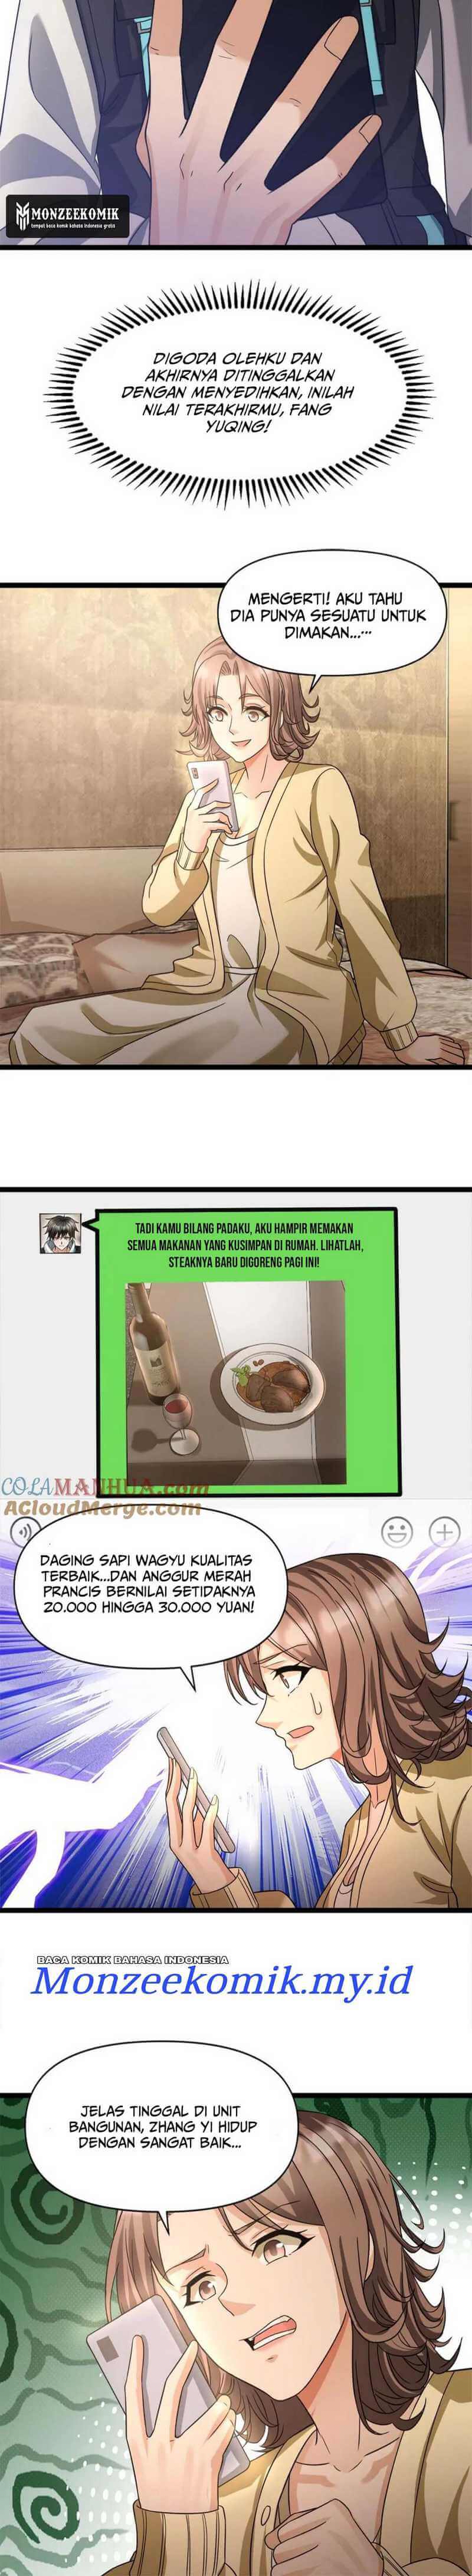 MONZEEKOMIK
tempat baca komik bahasa indonesia gratis
DIGODA OLEHKU DAN
AKHIRNYA DITINGGALKAN
DENGAN MENYEDIHKAN, INILAH
NILAI TERAKHIRMU, FANG
YUQING!
MENGERTI! AKU TAHU
DIA PUNYA SESUATU UNTUK
DIMAKAN......
TADI KAMU BILANG PADAKU, AKU HAMPIR MEMAKAN
SEMUA MAKANAN YANG KUSIMPAN DI RUMAH. LIHATLAH,
STEAKNYA BARU DIGORENG PAGI INI!
COLAMANHUA.com
ACloudMerge.com
DAGING SAPI WAGYU KUALITAS
TERBAIK...DAN ANGGUR MERAH
PRANCIS BERNILAI SETIDAKNYA
20.000 HINGGA 30.000 YUAN!
BACA KOMIK BAHASA INDONESIA
Monzeekomik.my.id
JELAS TINGGAL DI UNIT
BANGUNAN, ZHANG YI HIDUP
DENGAN SANGAT BAIK...